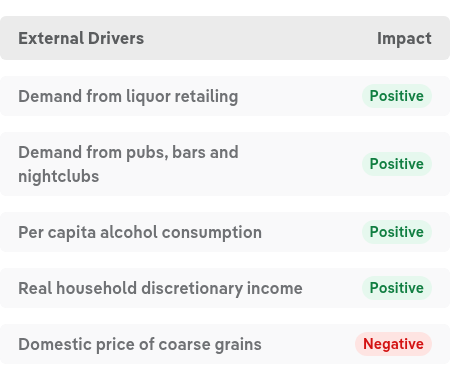 External Drivers Impact
Demand from liquor retailing Positive
Demand from pubs, bars and
nightclubs Positive
Per capita alcohol consumption Positive
Real household discretionary income Positive
Domestic price of coarse grains Negative